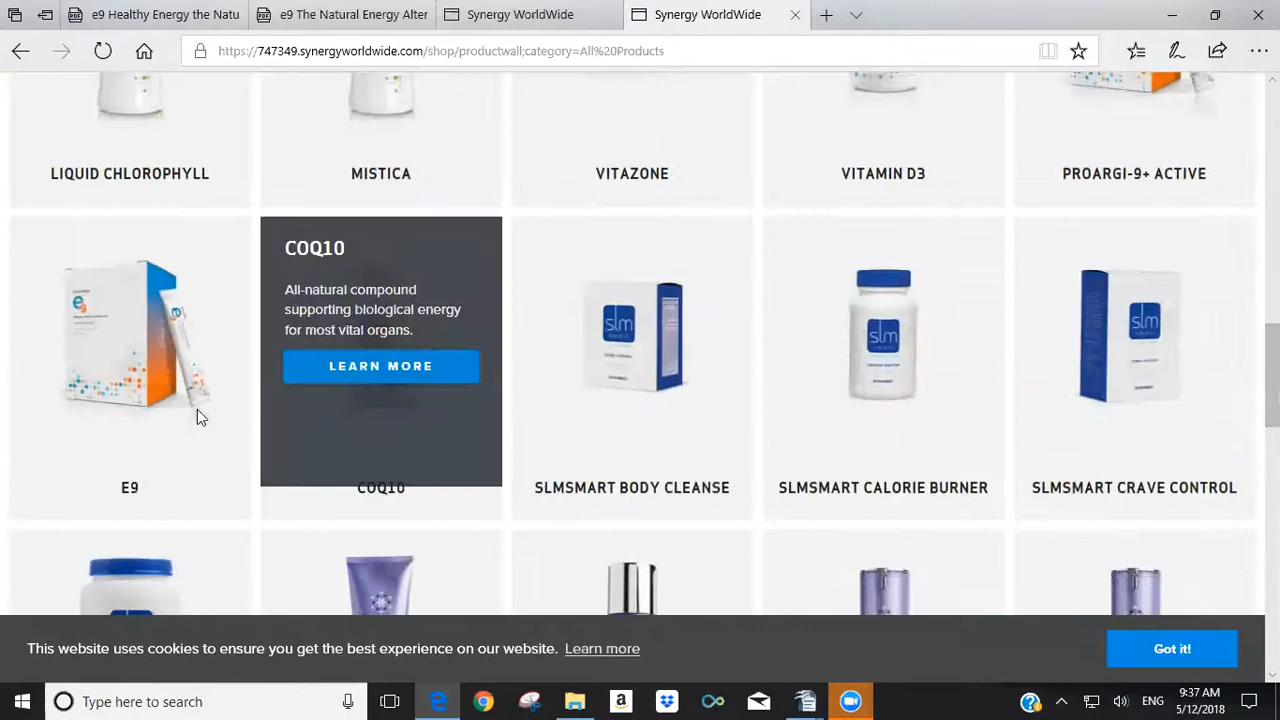 e9 Healthy Energy the Natu
e9 The Natural Energy Alter
Synergy WorldWide
Synergy WorldWide
https://747349.synergyworldwide.com/shop/productwall;category=All%20Products
LIQUID CHLOROPHYLL
MISTICA
VITAZONE
VITAMIN D3
PROARGI-9+ ACTIVE
e9
COQ10
All-natural compound
supporting biological energy
for most vital organs.
LEARN MORE
slm
slm
slm
E9
COQ10
SLMSMART BODY CLEANSE
SLMSMART CALORIE BURNER
SLMSMART CRAVE CONTROL
This website uses cookies to ensure you get the best experience on our website. Learn more
Got it!
Type here to search
ENG
9:37 AM
5/12/2018